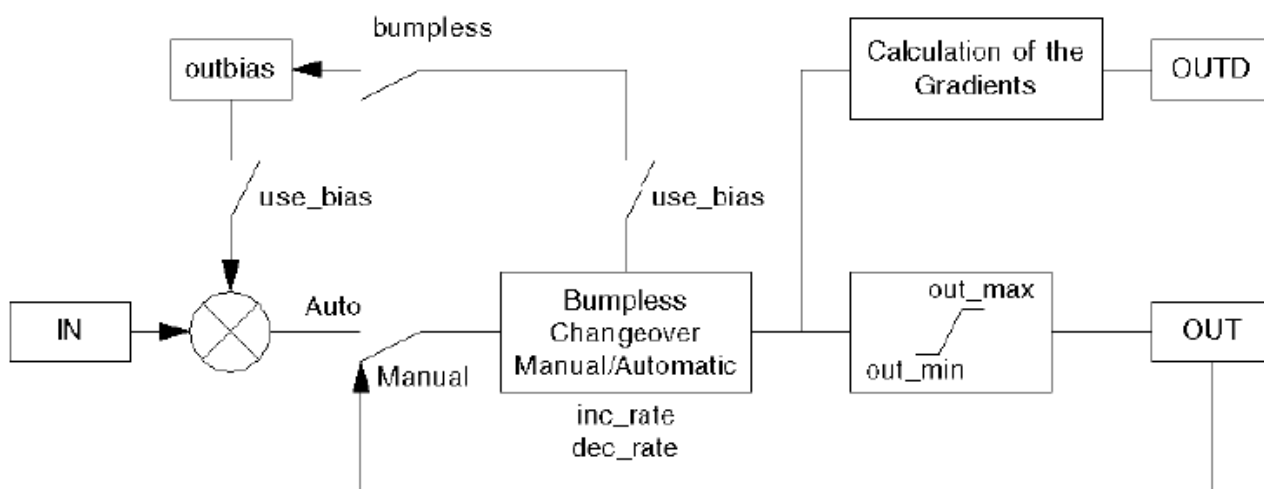 bumpless
outbias
Calculation of the
Gradients
OUTD
use_bias
use_bias
IN
Auto
Manual
Bumpless
Changeover
Manual/Automatic
inc_rate
dec_rate
out_max
out_min
OUT